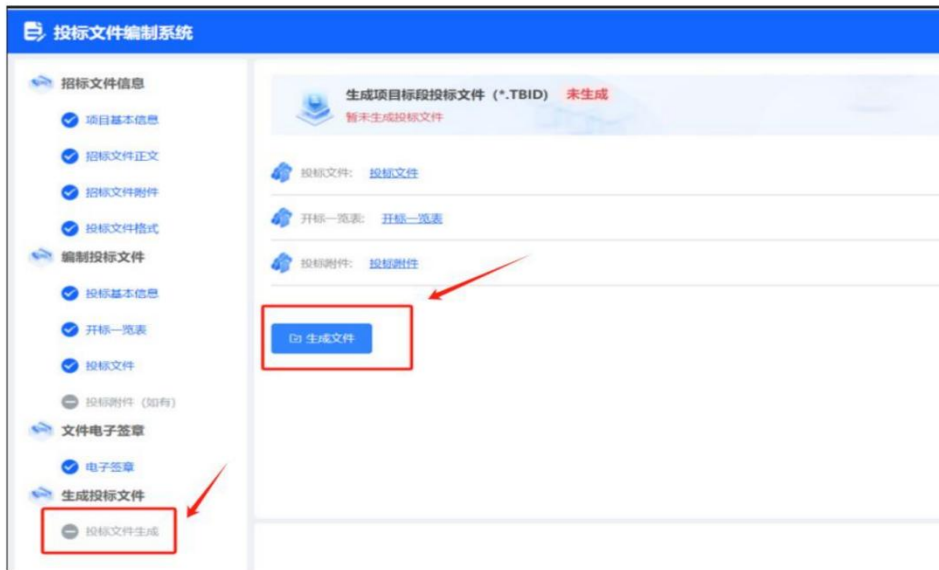 投标文件编制系统
招标文件信息
项目基本信息
招标文件正文
招标文件附件
投标文件格式
编制投标文件
投标基本信息
开标一览表
投标文件
投标附件（如有）
文件电子签章
电子签章
生成投标文件
投标文件生成
生成项目标段投标文件（*.TBID） 未生成
暂未生成投标文件
投标文件: 投标文件
开标一览表: 开标一览表
投标附件: 投标附件
生成文件